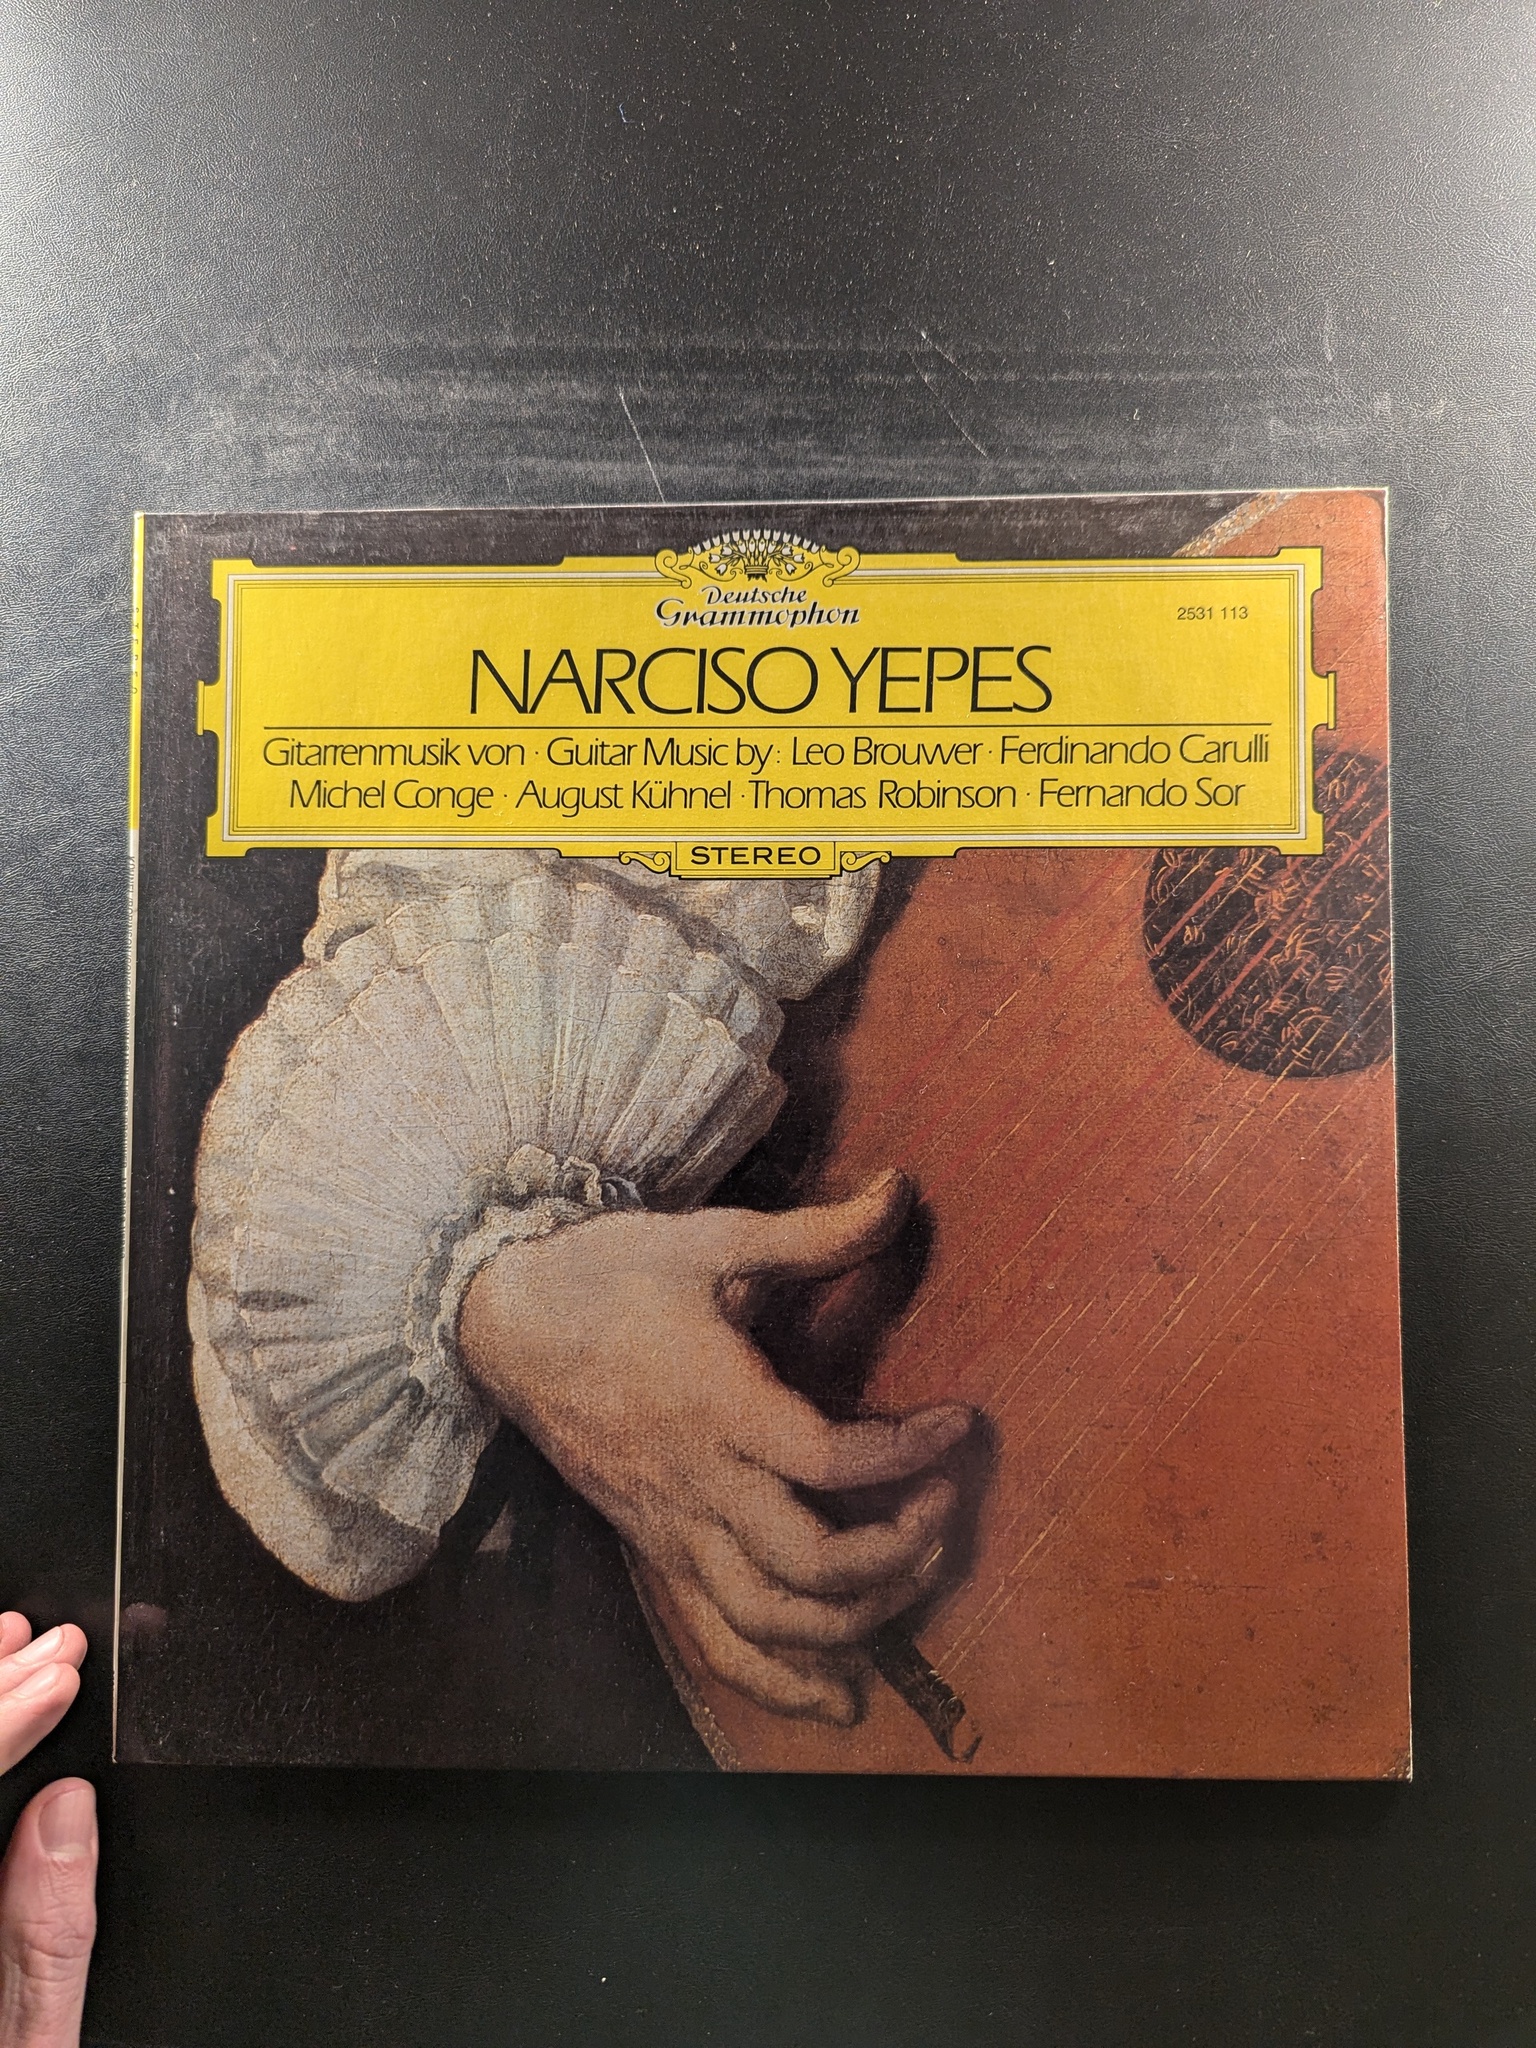 Deutsche
Grammophon
2531 113
NARCISO YEPES
Gitarrenmusik von · Guitar Music by: Leo Brouwer · Ferdinando Carulli
Michel Conge · August Kühnel · Thomas Robinson · Fernando Sor
STEREO
STEREO